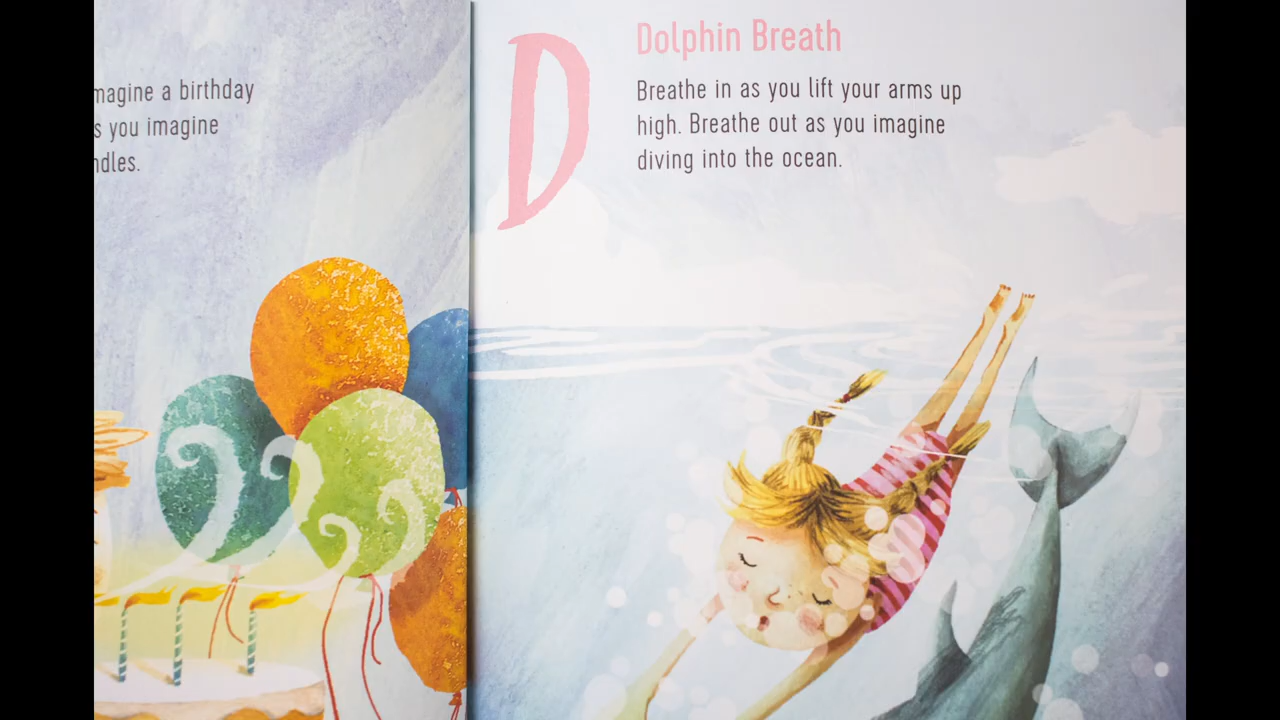 magine a birthday
s you imagine
ndles.
D
Dolphin Breath
Breathe in as you lift your arms up
high. Breathe out as you imagine
diving into the ocean.